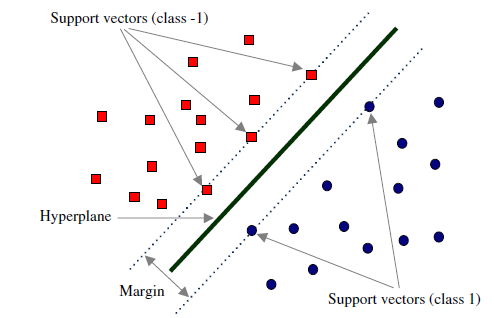 Support vectors (class -1)
Hyperplane
Margin
Support vectors (class 1)